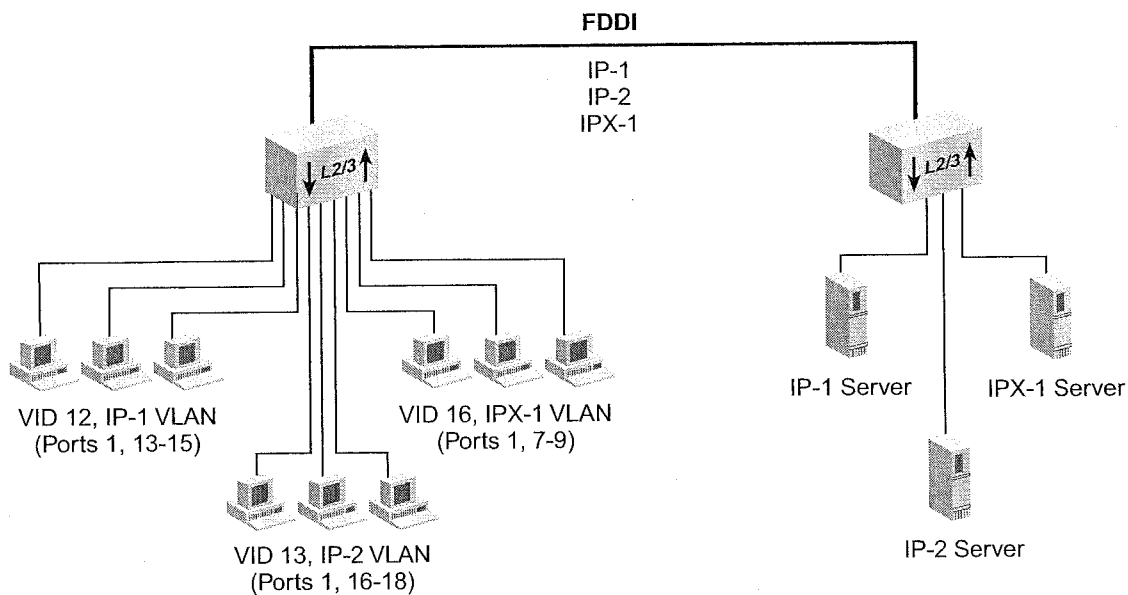 FDDI
IP-1
IP-2
IPX-1
L2/3
L2/3
VID 12, IP-1 VLAN
(Ports 1, 13-15)
VID 16, IPX-1 VLAN
(Ports 1, 7-9)
VID 13, IP-2 VLAN
(Ports 1, 16-18)
IP-1 Server
IPX-1 Server
IP-2 Server